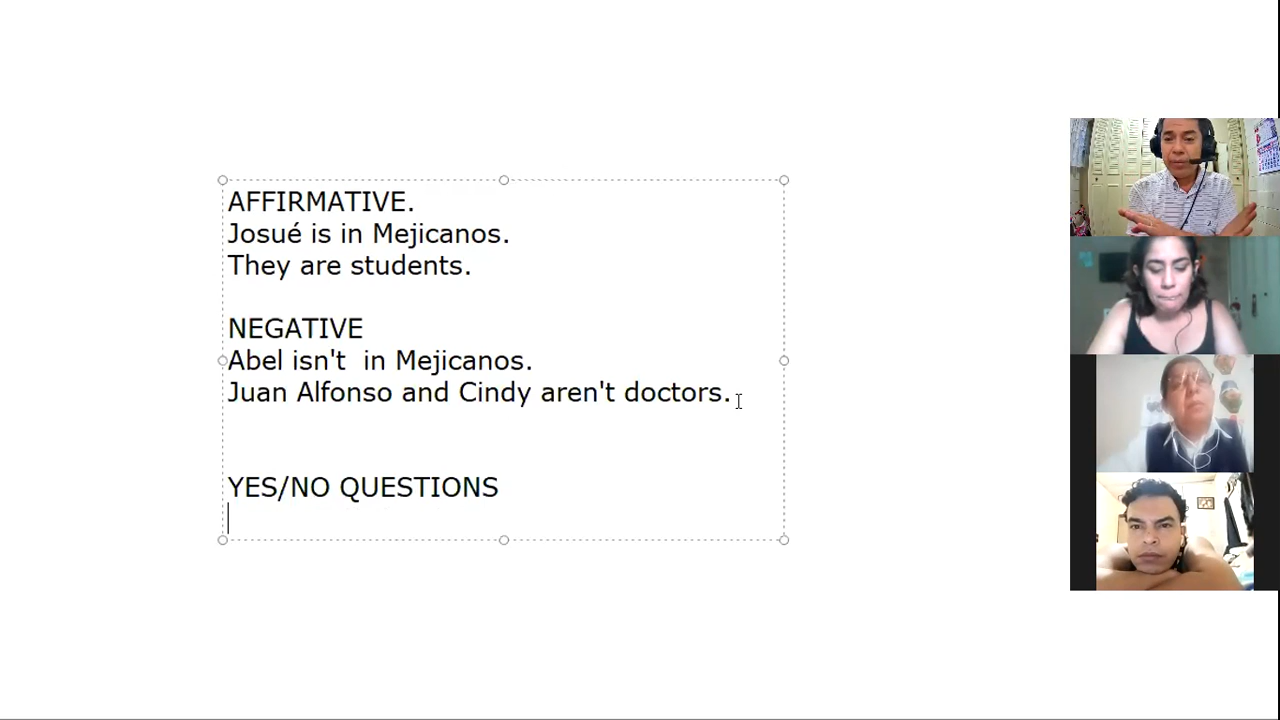 AFFIRMATIVE.
Josué is in Mejicanos.
They are students.
NEGATIVE
Abel isn't  in Mejicanos.
Juan Alfonso and Cindy aren't doctors.
YES/NO QUESTIONS